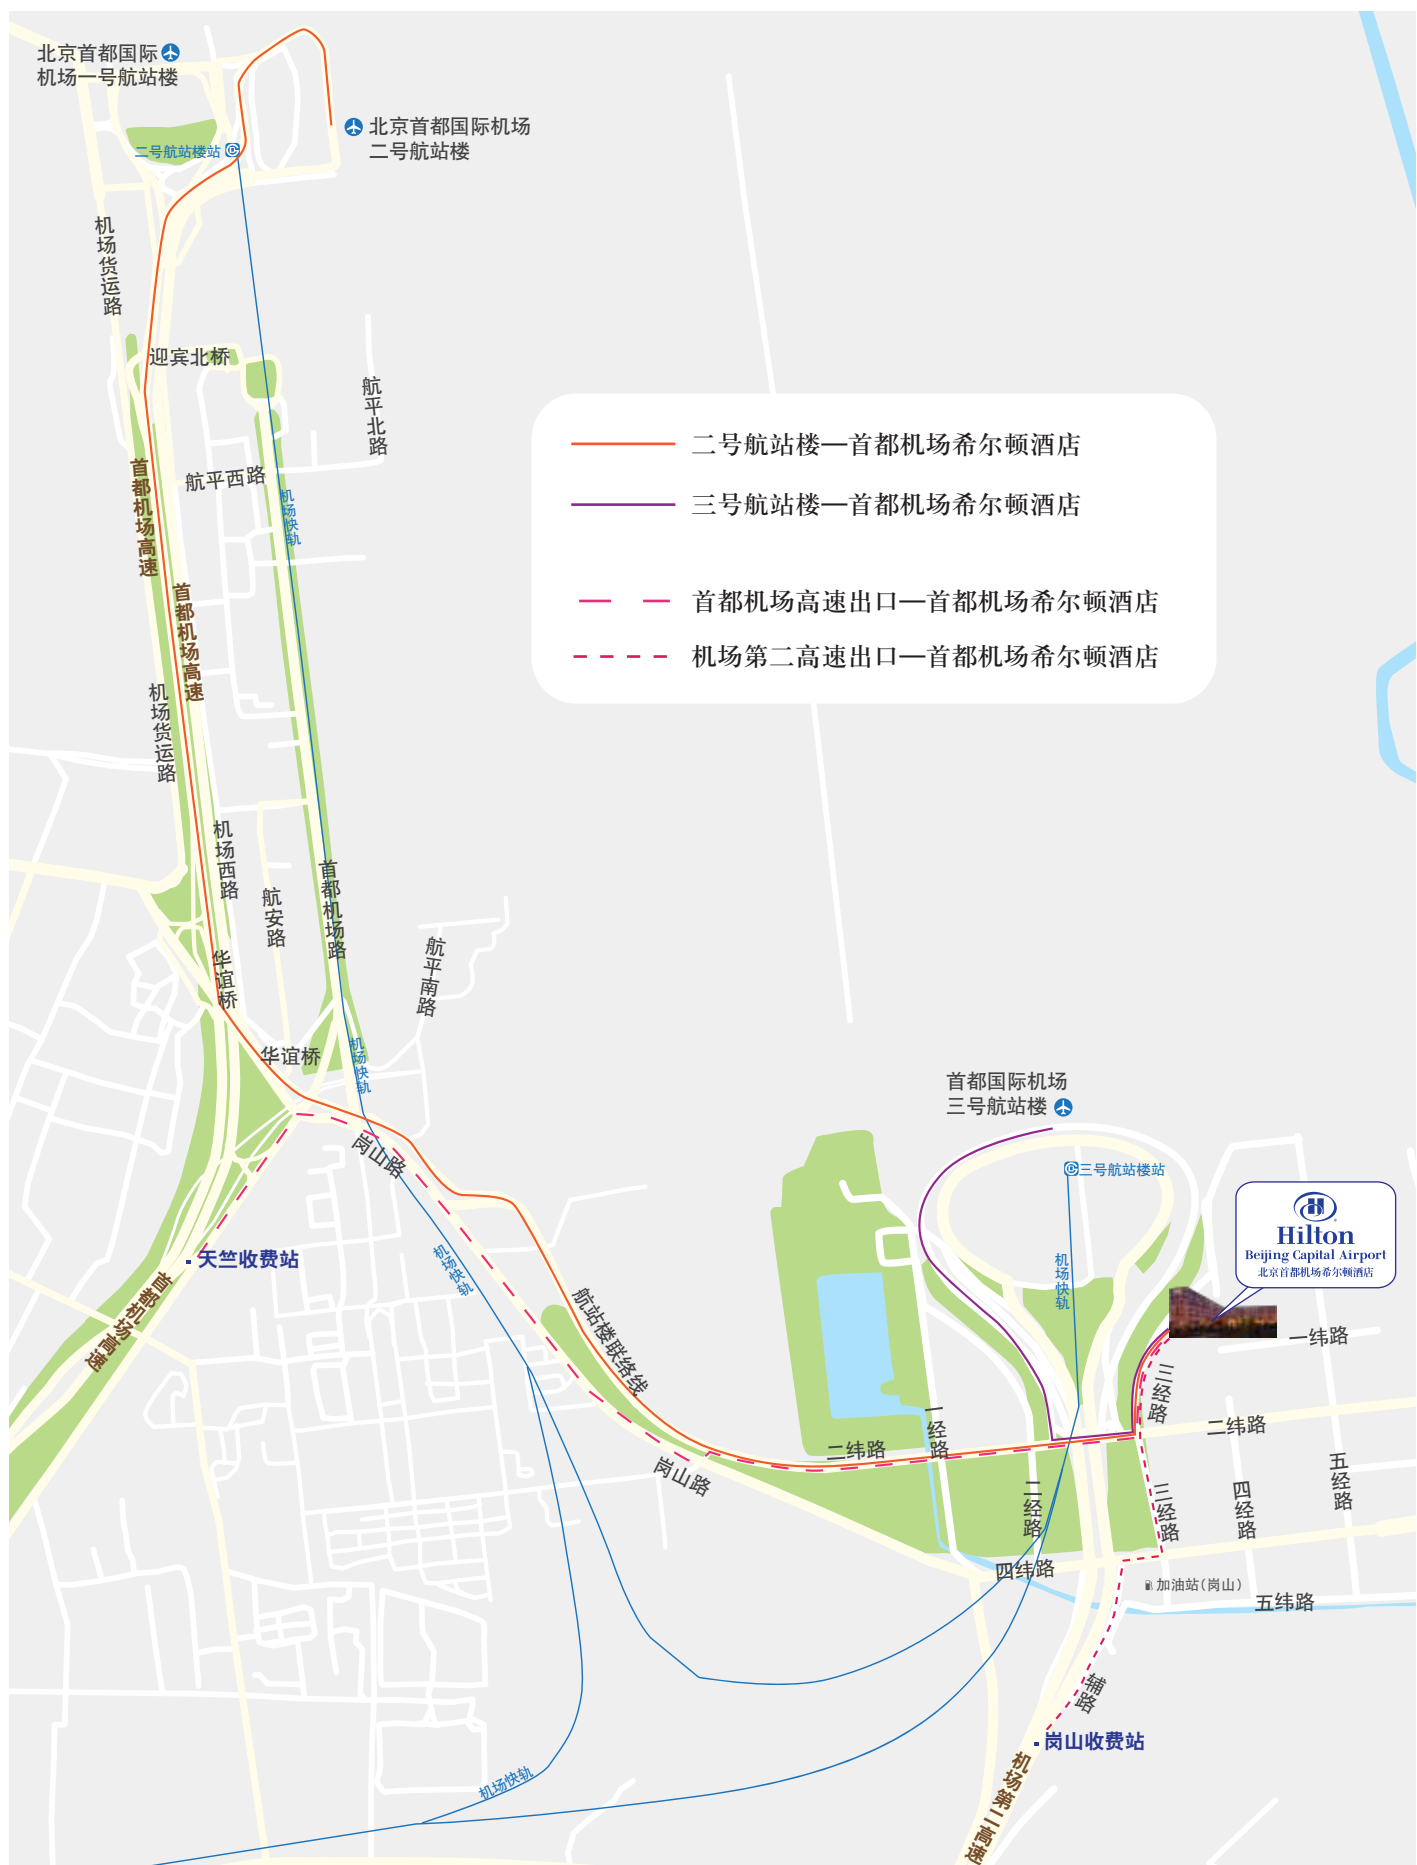 北京首都国际
机场一号航站楼
北京首都国际机场
二号航站楼
二号航站楼站
机场货运路
迎宾北桥
航平北路
航平西路
机场快轨
首都机场高速
首都机场高速
机场货运路
二号航站楼—首都机场希尔顿酒店
三号航站楼—首都机场希尔顿酒店
首都机场高速出口—首都机场希尔顿酒店
机场第二高速出口—首都机场希尔顿酒店
机场西路
航安路
首都机场路
航平南路
华谊桥
华谊桥
机场快轨
岗山路
首都国际机场
三号航站楼
三号航站楼站
天竺收费站
机场快轨
首都机场高速
航站楼联络线
机场快轨
Hilton
Beijing Capital Airport
北京首都机场希尔顿酒店
一纬路
三经路
一经路
二纬路
二纬路
岗山路
二经路
三经路
四经路
五经路
四纬路
加油站(岗山)
五纬路
辅路
岗山收费站
机场快轨
机场第二高速